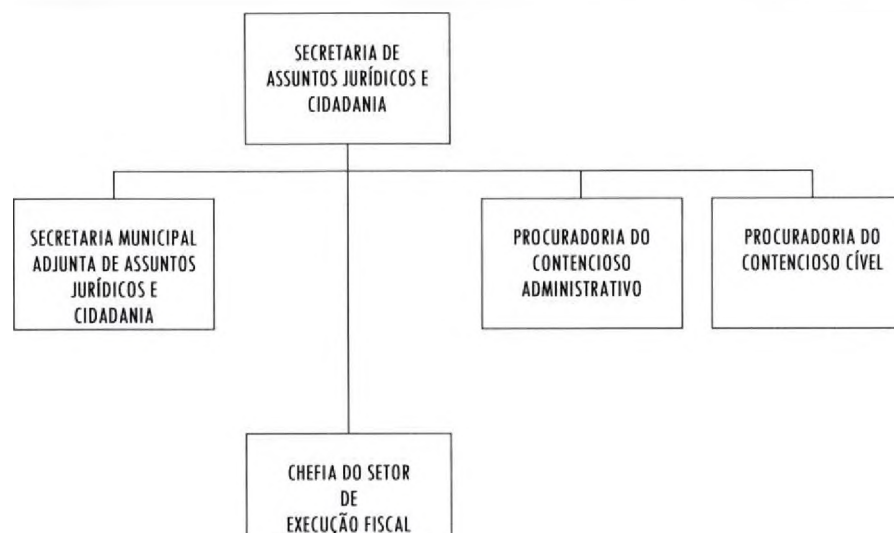 SECRETARIA DE
ASSUNTOS JURÍDICOS E
CIDADANIA
SECRETARIA MUNICIPAL
ADJUNTA DE ASSUNTOS
JURÍDICOS E
CIDADANIA
PROCURADORIA DO
CONTENCIOSO
ADMINISTRATIVO
PROCURADORIA DO
CONTENCIOSO CÍVEL
CHEFIA DO SETOR
DE
EXECUÇÃO FISCAL